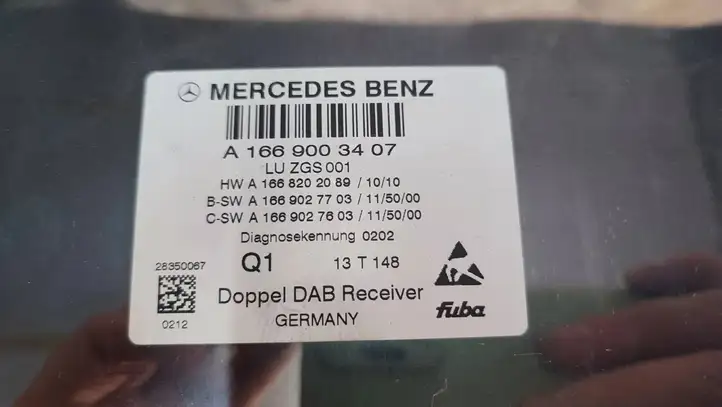 MERCEDES BENZ
A 166 900 34 07
LU ZGS 001
HW A 166 820 20 89 / 10/10
B-SW A 166 902 77 03 / 11/50/00
C-SW A 166 902 76 03 / 11/50/00
Diagnosekennung 0202
28350067 Q1 13 T 148
0212
Doppel DAB Receiver
GERMANY
fuba